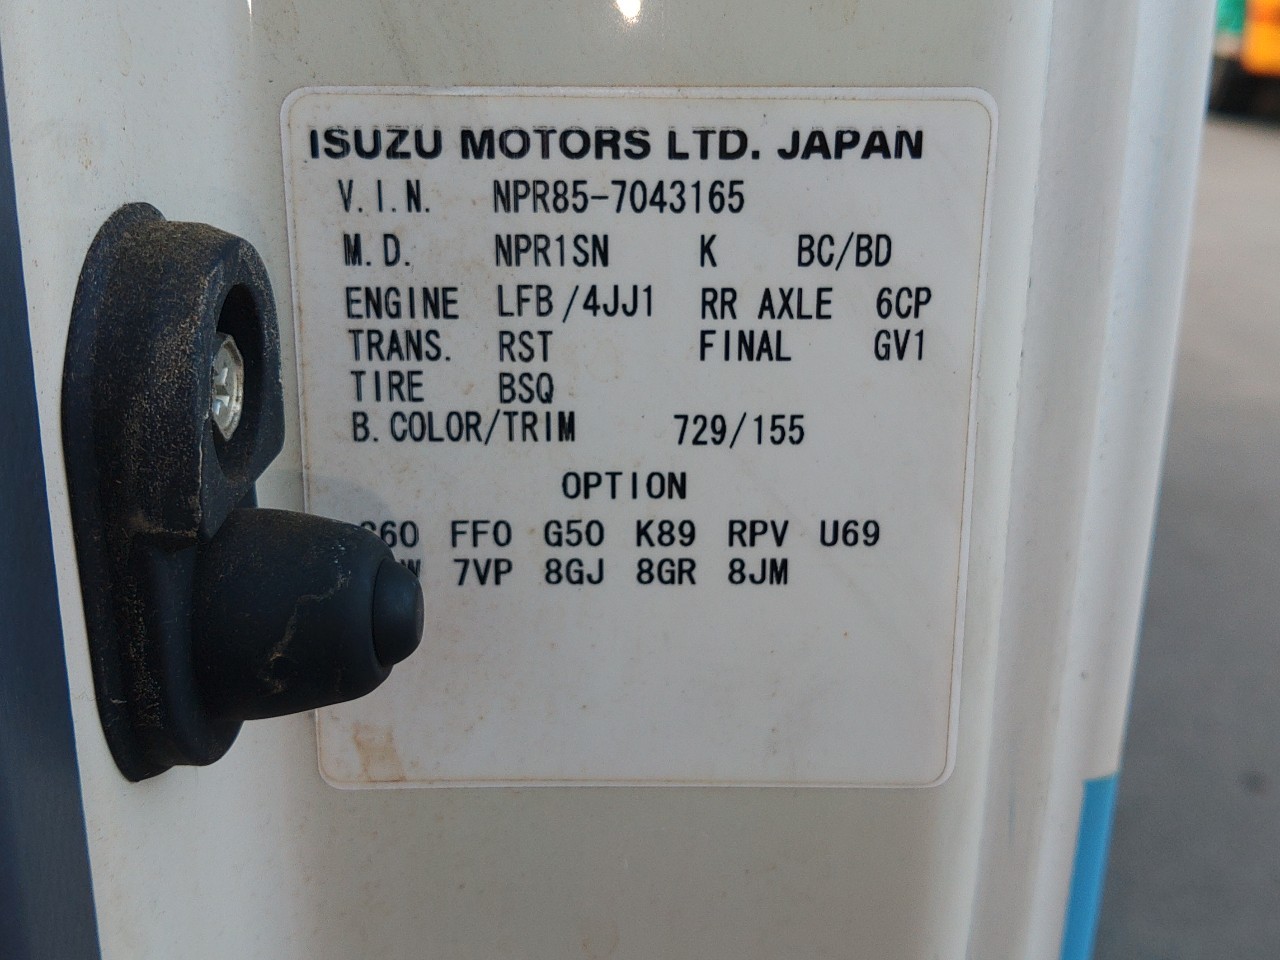 ISUZU MOTORS LTD. JAPAN
V.I.N. NPR85-7043165
M.D. NPR1SN K BC/BD
ENGINE LFB/4JJ1 RR AXLE 6CP
TRANS. RST FINAL GV1
TIRE BSQ
B.COLOR/TRIM 729/155
OPTION
FF0 G50 K89 RPV U69
7VP 8GJ 8GR 8JM